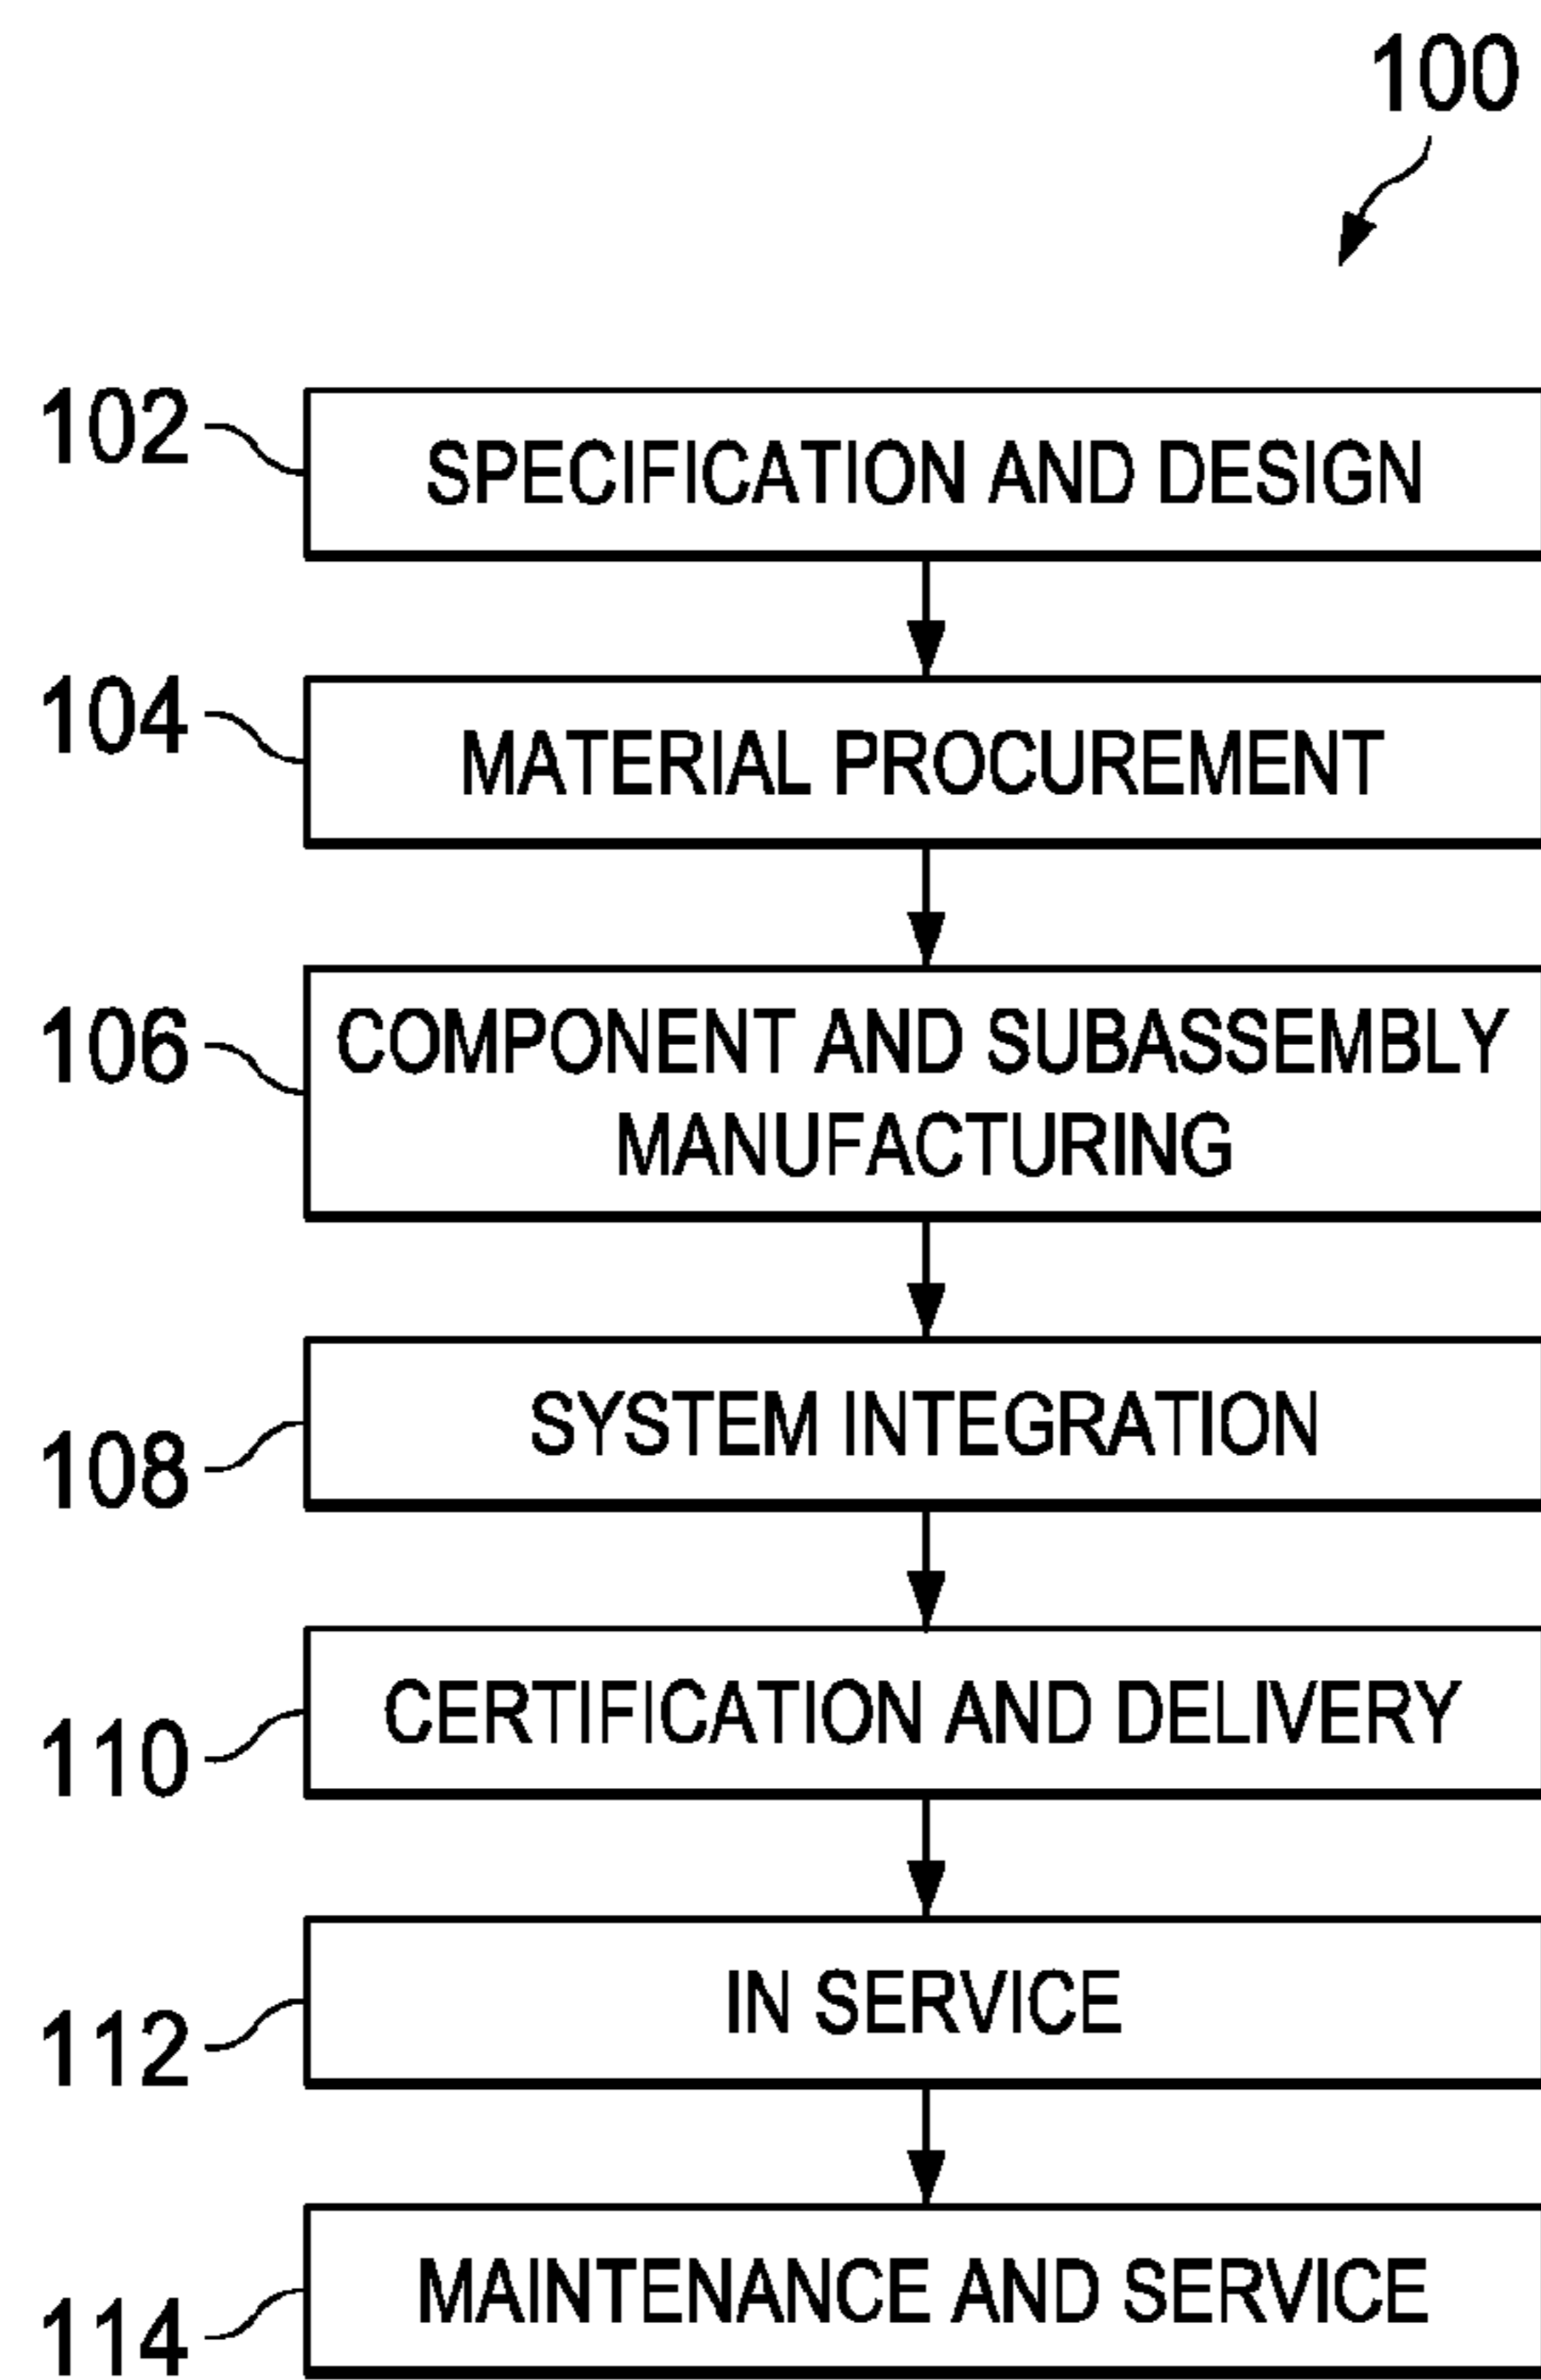 100
102
SPECIFICATION AND DESIGN
104
MATERIAL PROCUREMENT
106
COMPONENT AND SUBASSEMBLY
MANUFACTURING
108
SYSTEM INTEGRATION
110
CERTIFICATION AND DELIVERY
112
IN SERVICE
114
MAINTENANCE AND SERVICE